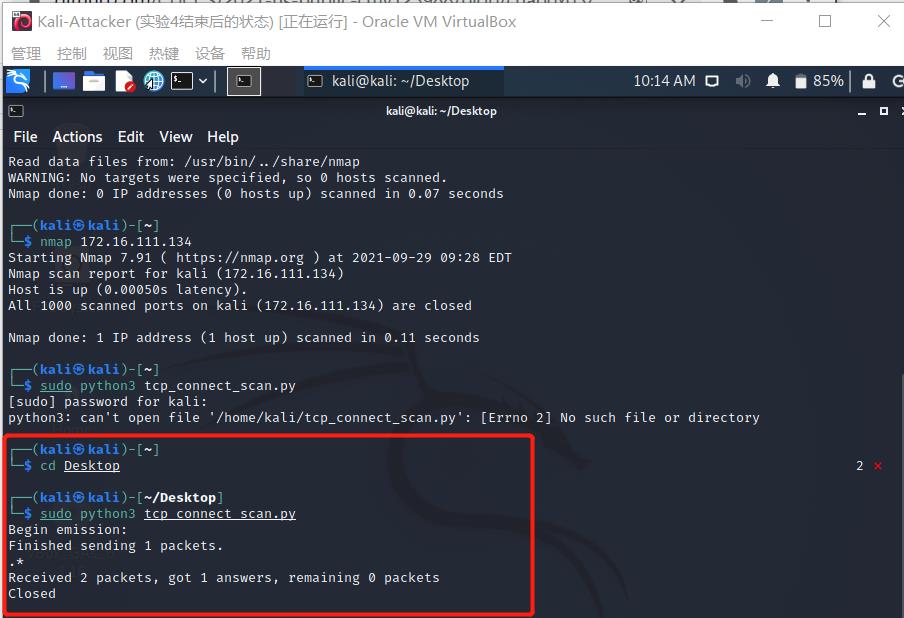 Kali-Attacker (实验4结束后的状态) [正在运行] - Oracle VM VirtualBox
管理 控制 视图 热键 设备 帮助
kali@kali: ~/Desktop 10:14 AM 85%
kali@kali: ~/Desktop
File Actions Edit View Help
Read data files from: /usr/bin/../share/nmap
WARNING: No targets were specified, so 0 hosts scanned.
Nmap done: 0 IP addresses (0 hosts up) scanned in 0.07 seconds
┌──(kali㉿kali)-[~]
└─$ nmap 172.16.111.134
Starting Nmap 7.91 ( https://nmap.org ) at 2021-09-29 09:28 EDT
Nmap scan report for kali (172.16.111.134)
Host is up (0.00050s latency).
All 1000 scanned ports on kali (172.16.111.134) are closed
Nmap done: 1 IP address (1 host up) scanned in 0.11 seconds
┌──(kali㉿kali)-[~]
└─$ sudo python3 tcp_connect_scan.py
[sudo] password for kali:
python3: can't open file '/home/kali/tcp_connect_scan.py': [Errno 2] No such file or directory
┌──(kali㉿kali)-[~]
└─$ cd Desktop 2 ⨯
┌──(kali㉿kali)-[~/Desktop]
└─$ sudo python3 tcp_connect_scan.py
Begin emission:
Finished sending 1 packets.
.*
Received 2 packets, got 1 answers, remaining 0 packets
Closed